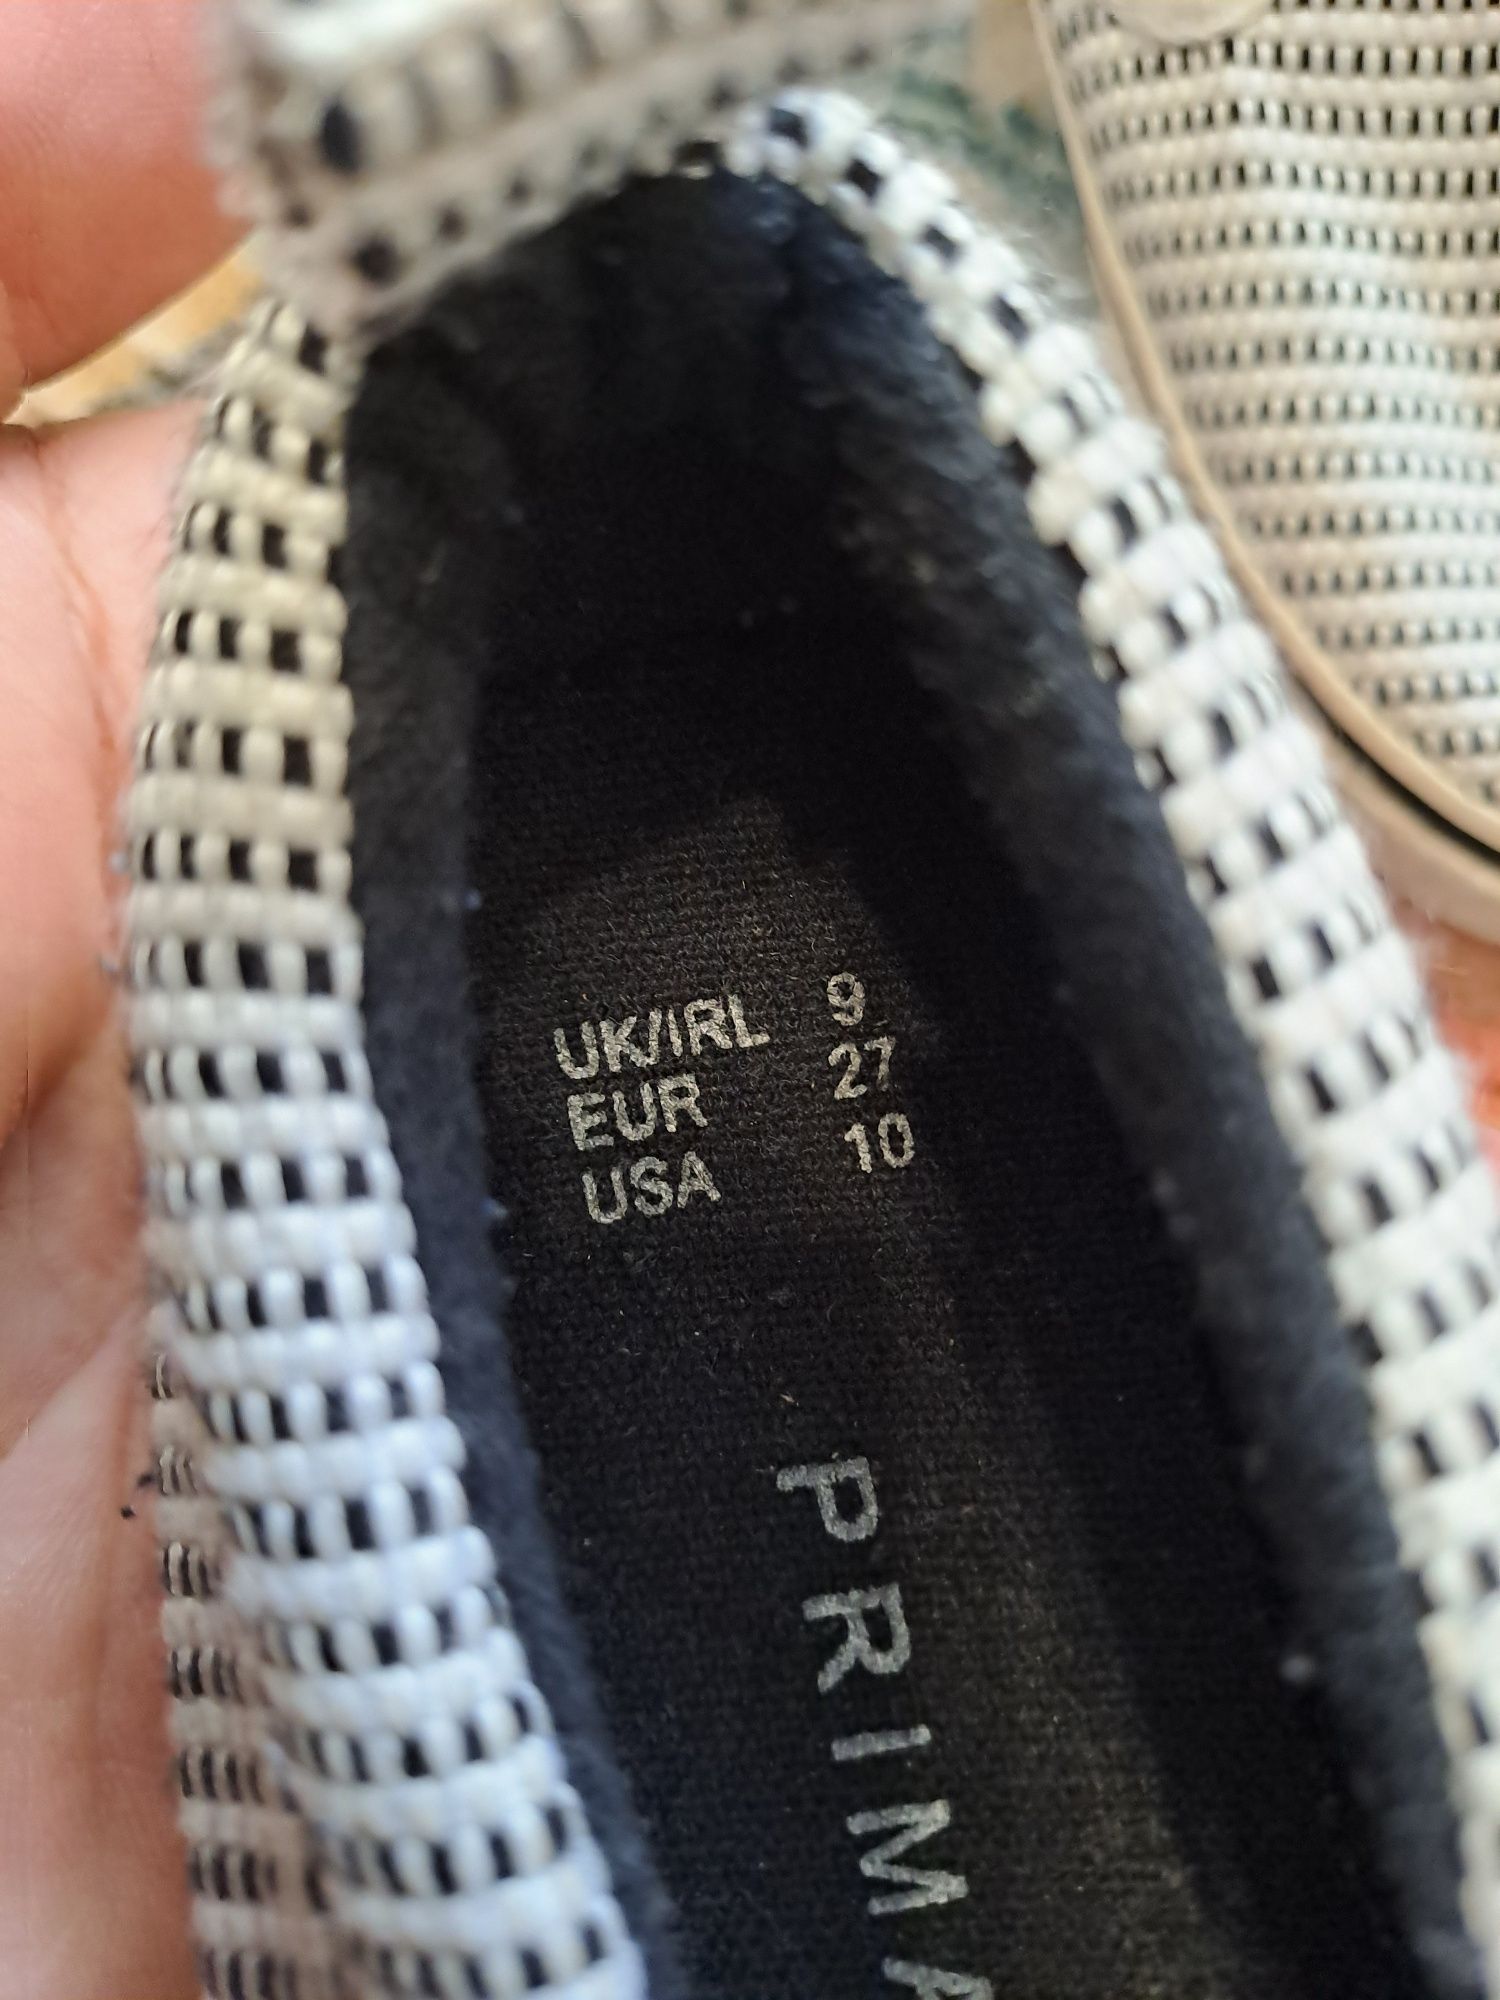 UK/IRL 9
EUR 27
USA 10
PRIMA